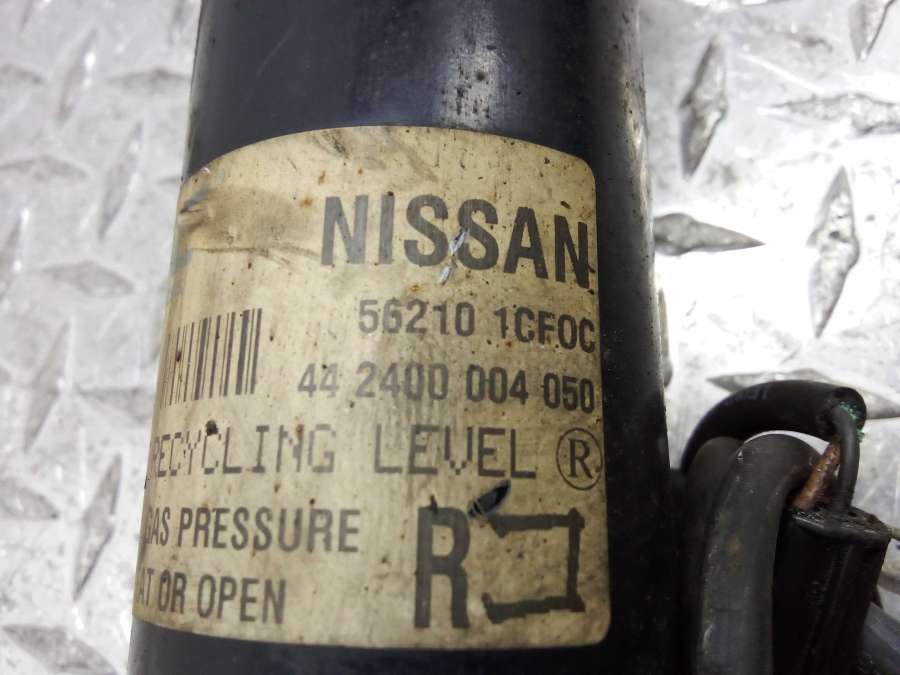 NISSAN
56210 1CF0C
44 2400 004 050
RECYCLING LEVEL ®
GAS PRESSURE
AT OR OPEN
R